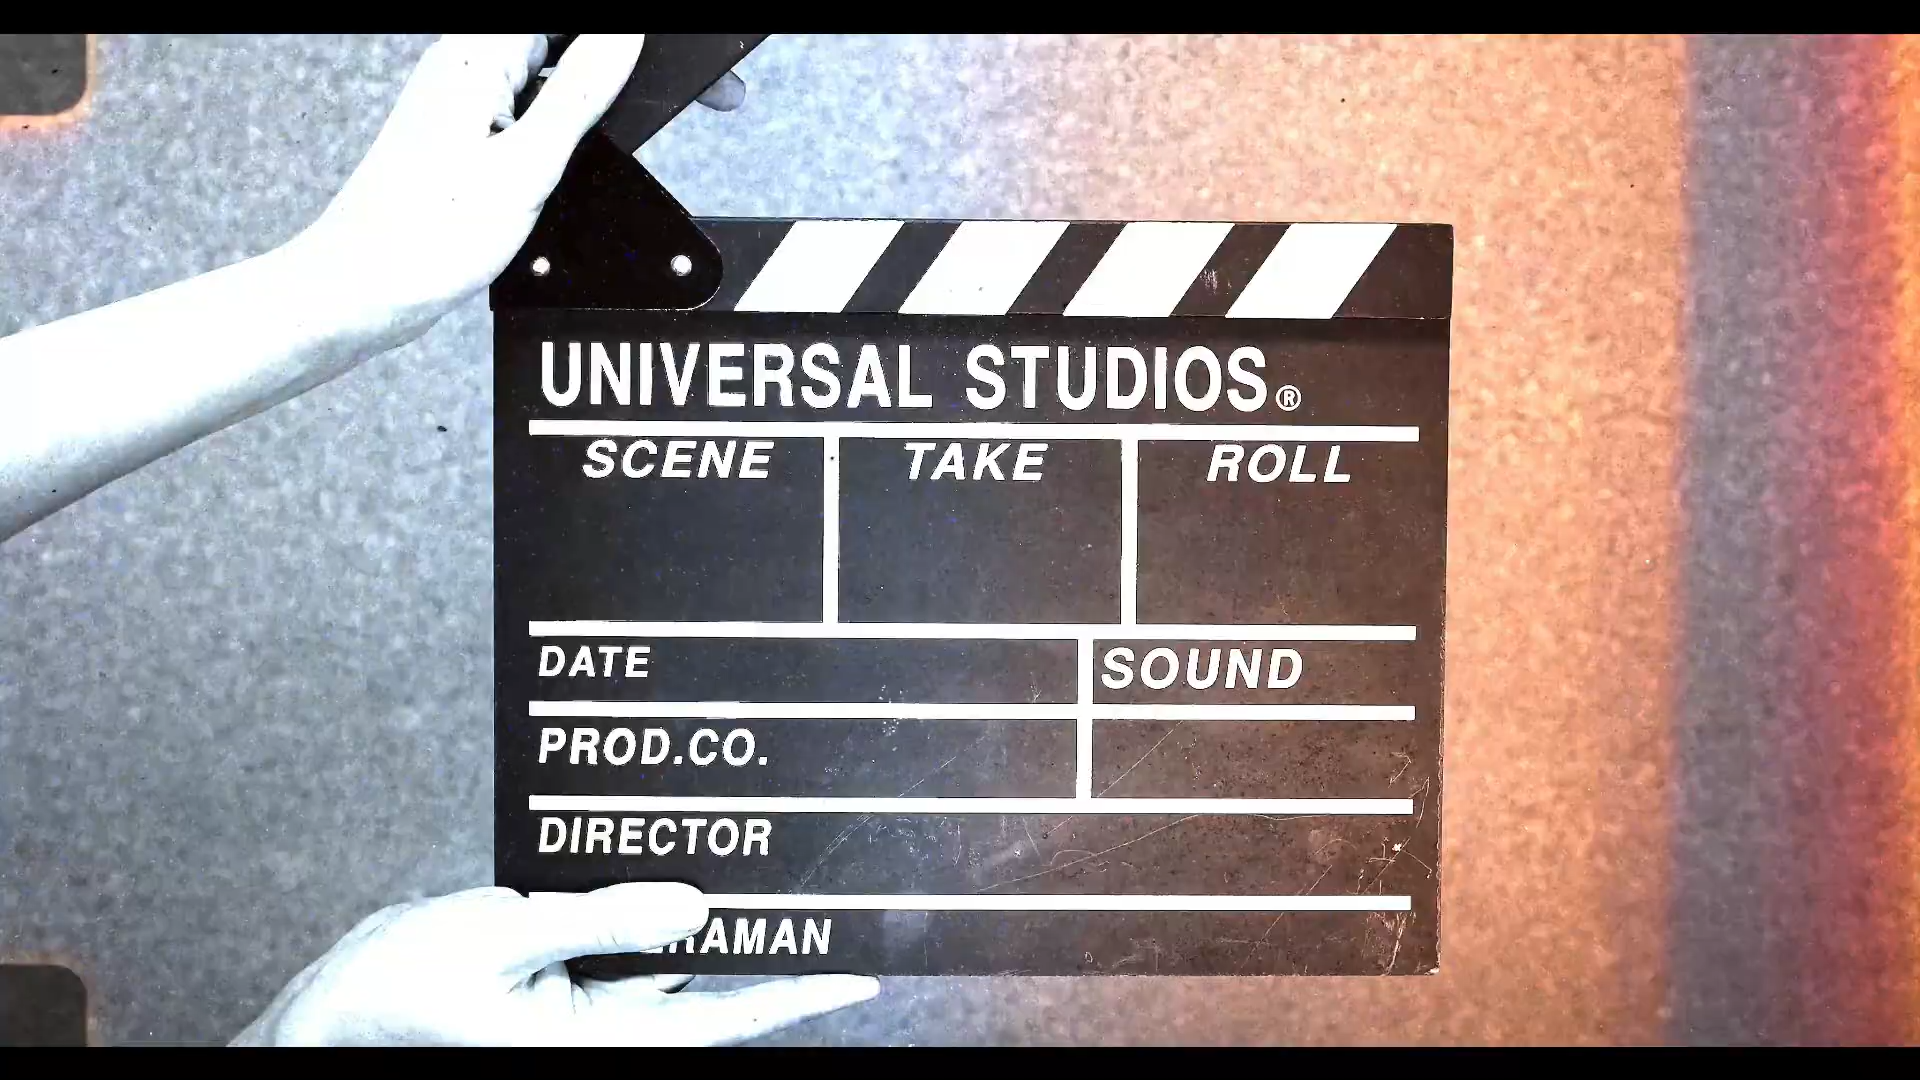 UNIVERSAL STUDIOS®
SCENE TAKE ROLL
DATE SOUND
PROD.CO.
DIRECTOR